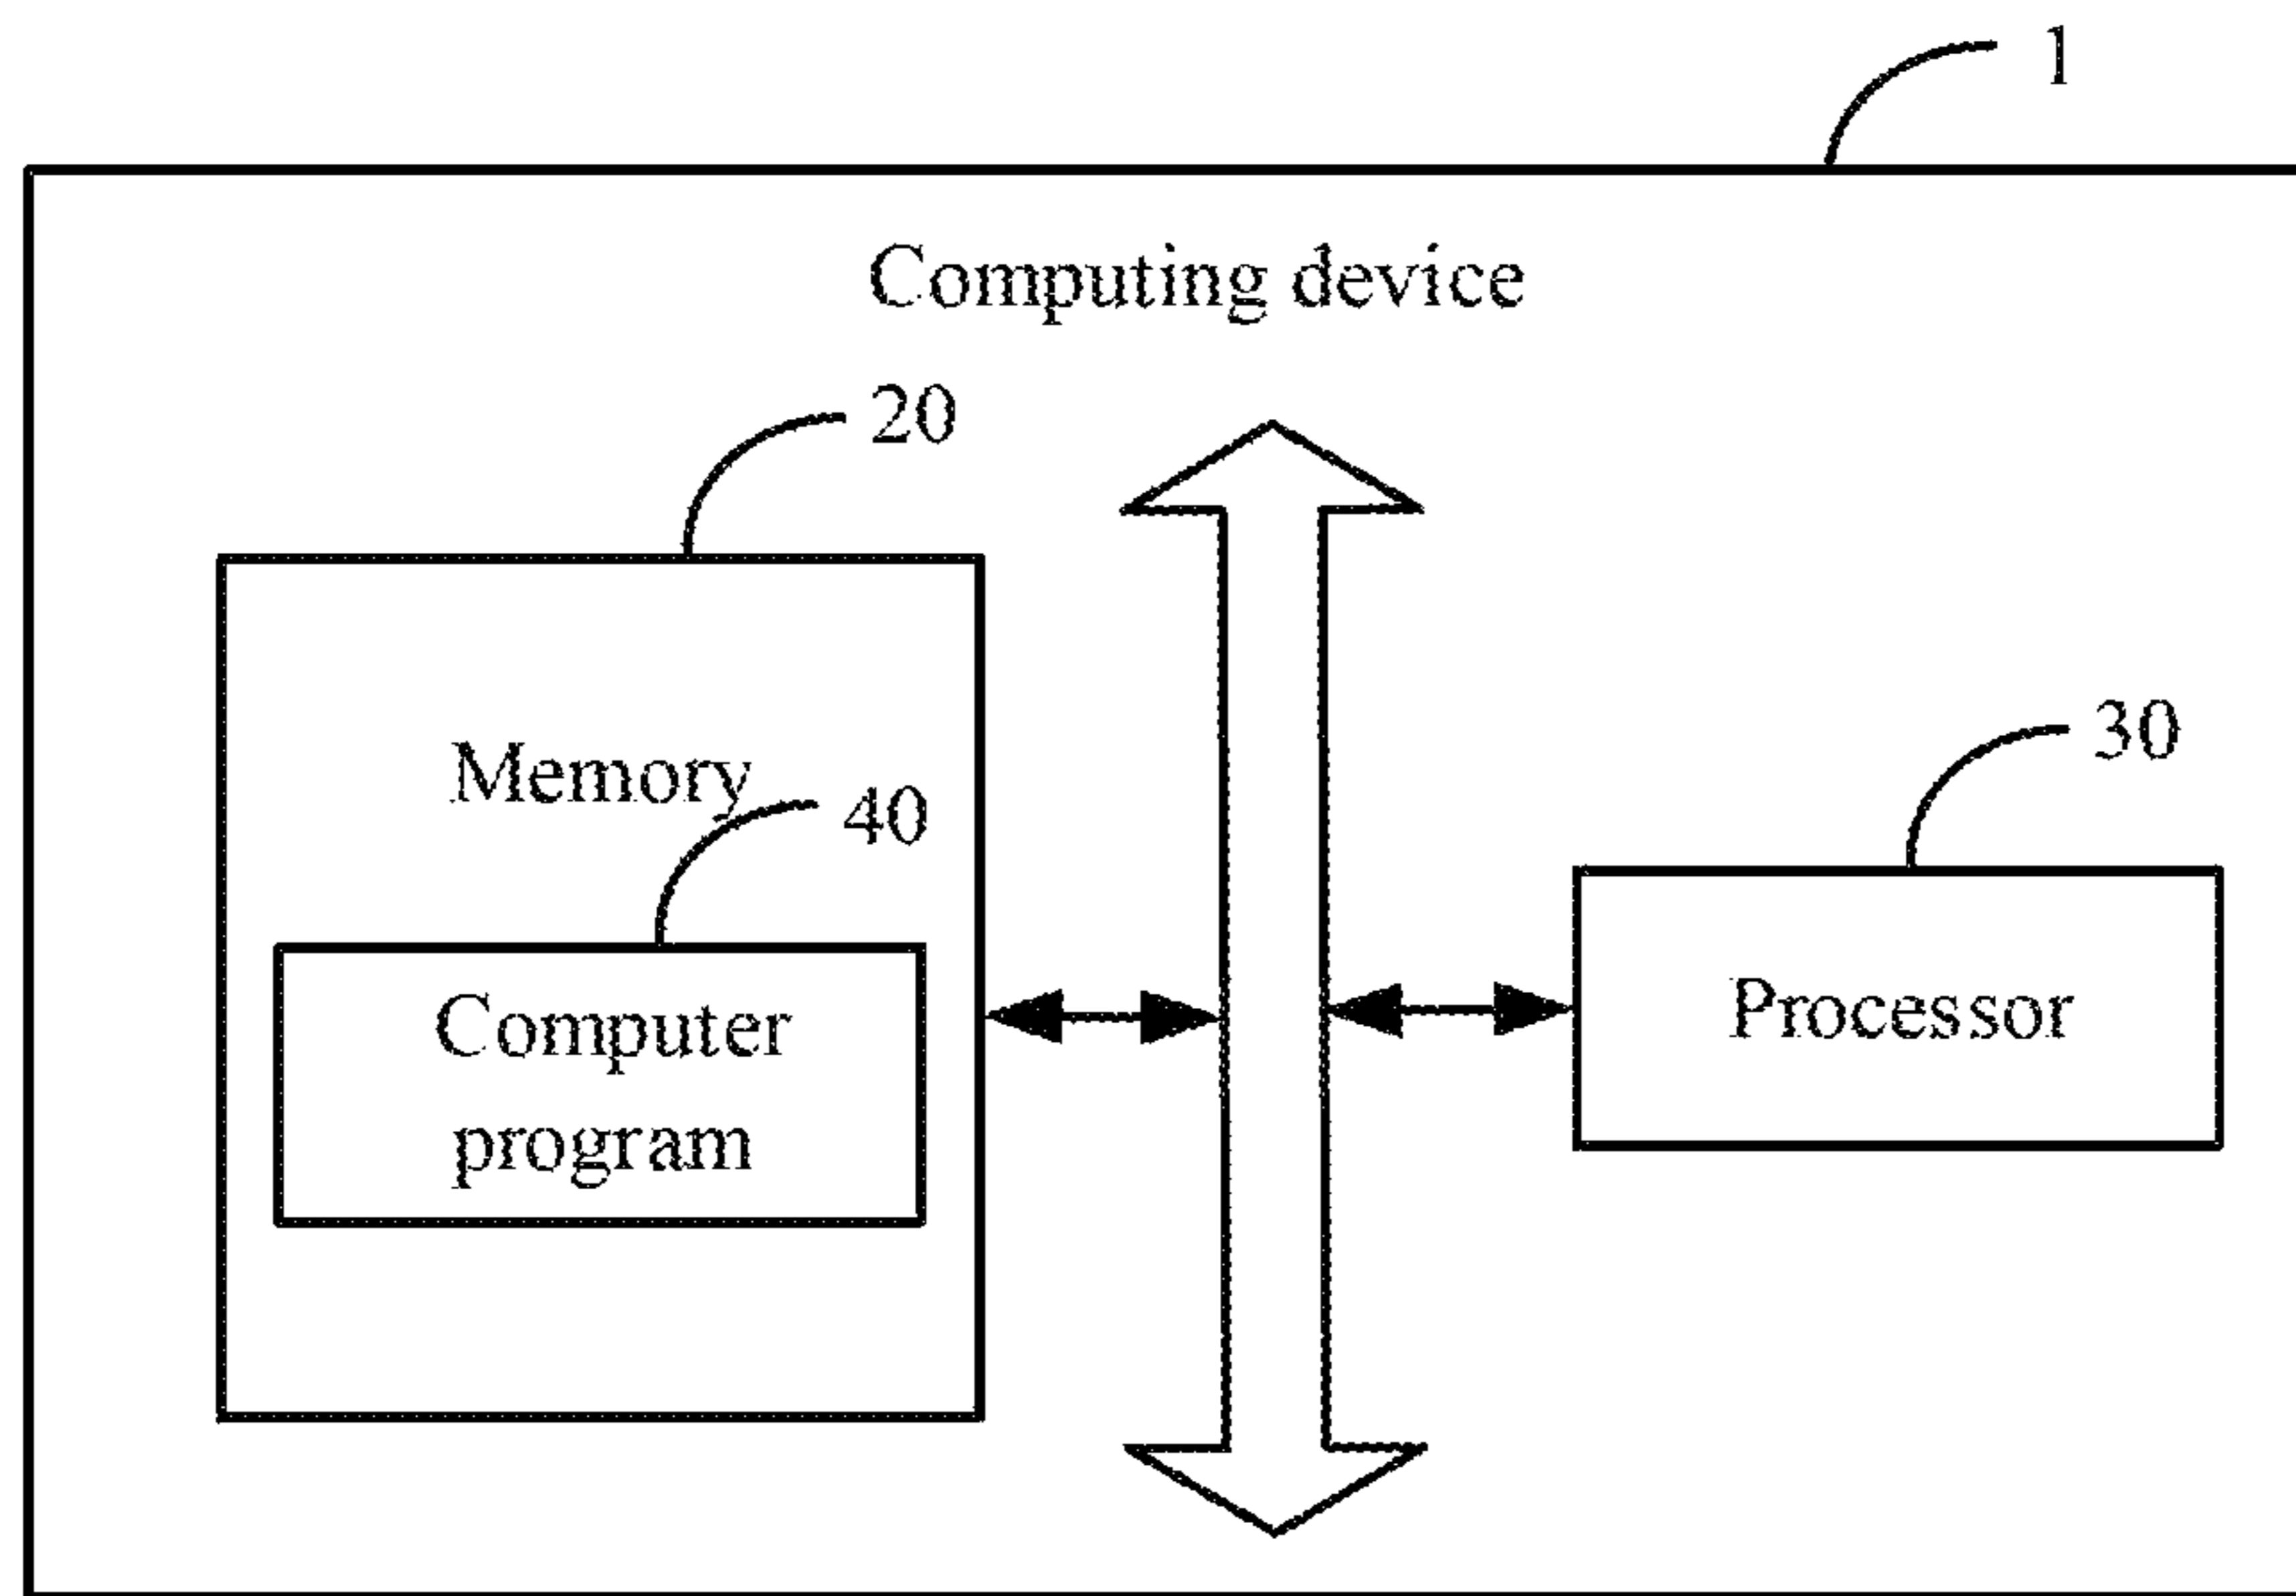 1
Computing device
20
30
Memory
40
Computer
program
Processor